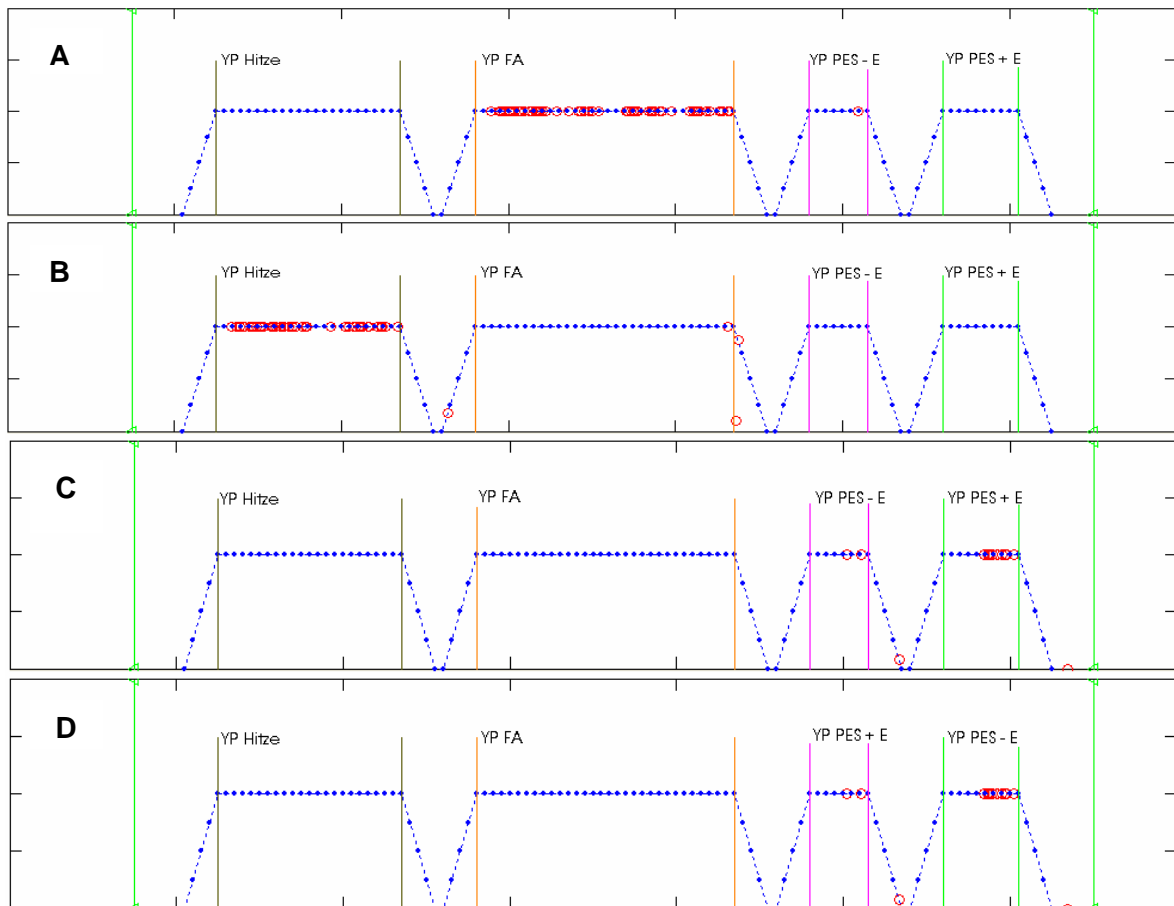 A
YP Hitze YP FA YP PES - E YP PES + E
B
YP Hitze YP FA YP PES - E YP PES + E
C
YP Hitze YP FA YP PES - E YP PES + E
D
YP Hitze YP FA YP PES + E YP PES - E